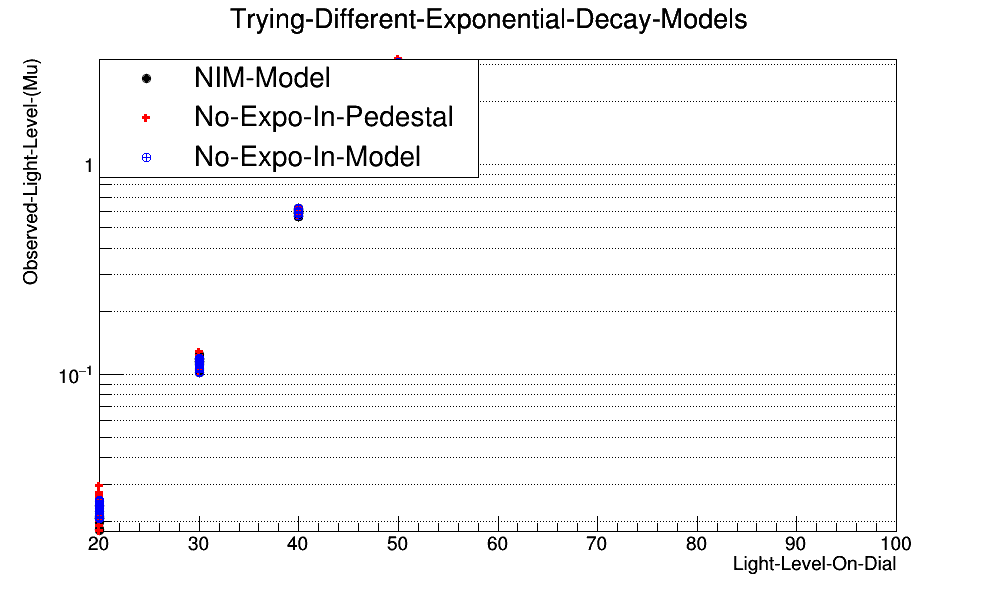 Trying-Different-Exponential-Decay-Models
Observed-Light-Level-(Mu)
NIM-Model
No-Expo-In-Pedestal
No-Expo-In-Model
1
10⁻¹
20 30 40 50 60 70 80 90 100
Light-Level-On-Dial